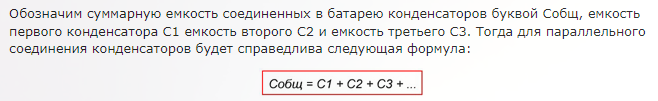 Обозначим суммарную емкость соединенных в батарею конденсаторов буквой Собщ, емкость
первого конденсатора С1 емкость второго С2 и емкость третьего С3. Тогда для параллельного
соединения конденсаторов будет справедлива следующая формула:
Собщ = С1 + С2 + С3 + ...